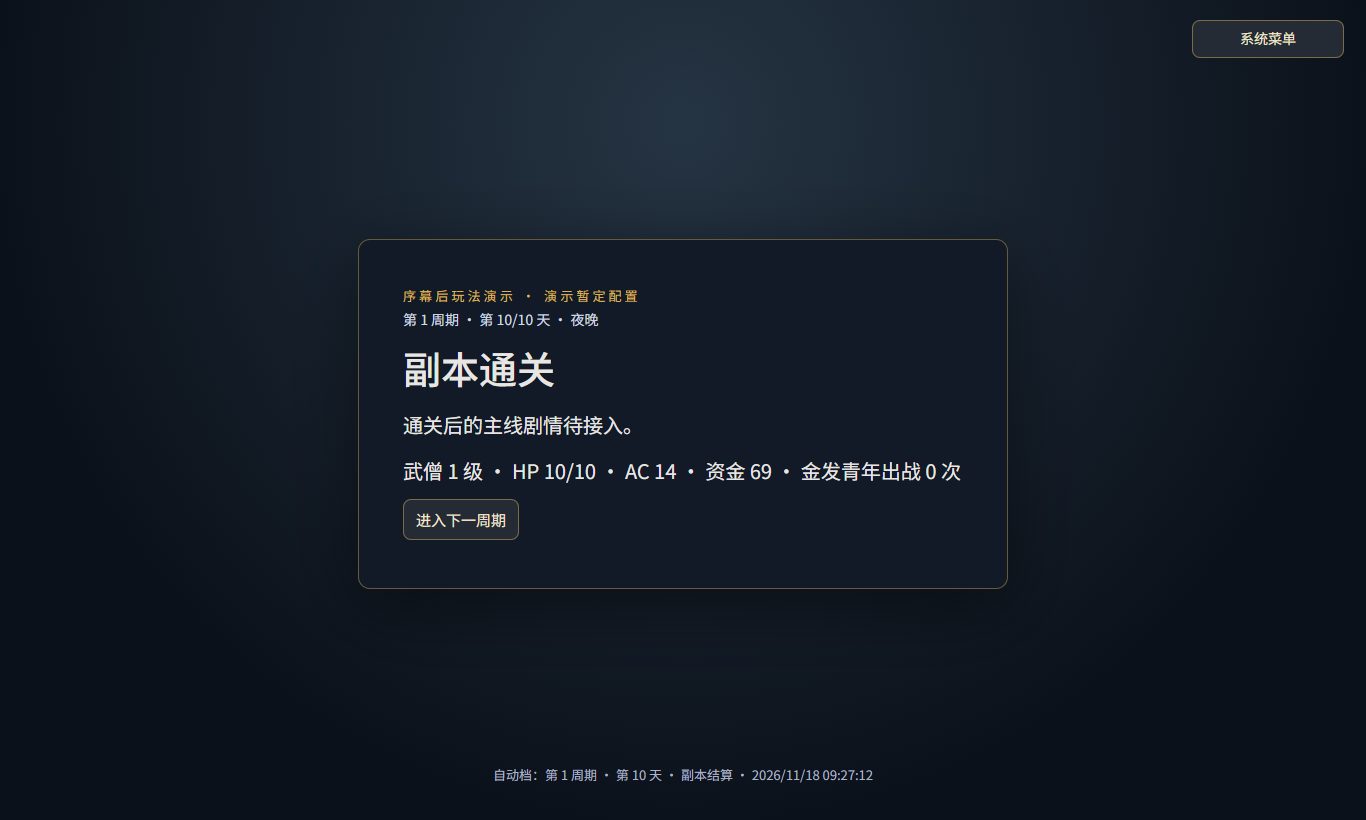 系统菜单
序幕后玩法演示 · 演示暂定配置
第 1 周期 · 第 10/10 天 · 夜晚
副本通关
通关后的主线剧情待接入。
武僧 1 级 · HP 10/10 · AC 14 · 资金 69 · 金发青年出战 0 次
进入下一周期
自动档：第 1 周期 · 第 10 天 · 副本结算 · 2026/11/18 09:27:12